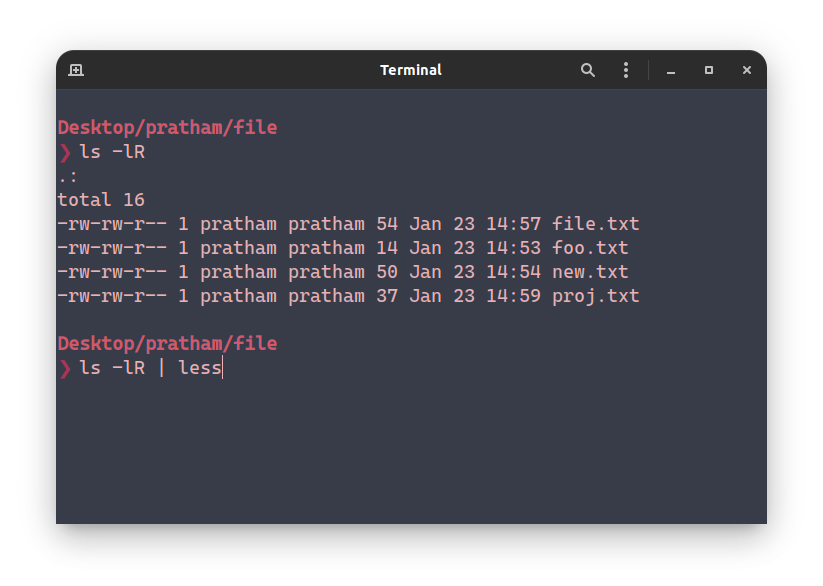 Terminal
Desktop/pratham/file
❯ ls -lR
.:
total 16
-rw-rw-r-- 1 pratham pratham 54 Jan 23 14:57 file.txt
-rw-rw-r-- 1 pratham pratham 14 Jan 23 14:53 foo.txt
-rw-rw-r-- 1 pratham pratham 50 Jan 23 14:54 new.txt
-rw-rw-r-- 1 pratham pratham 37 Jan 23 14:59 proj.txt
Desktop/pratham/file
❯ ls -lR | less